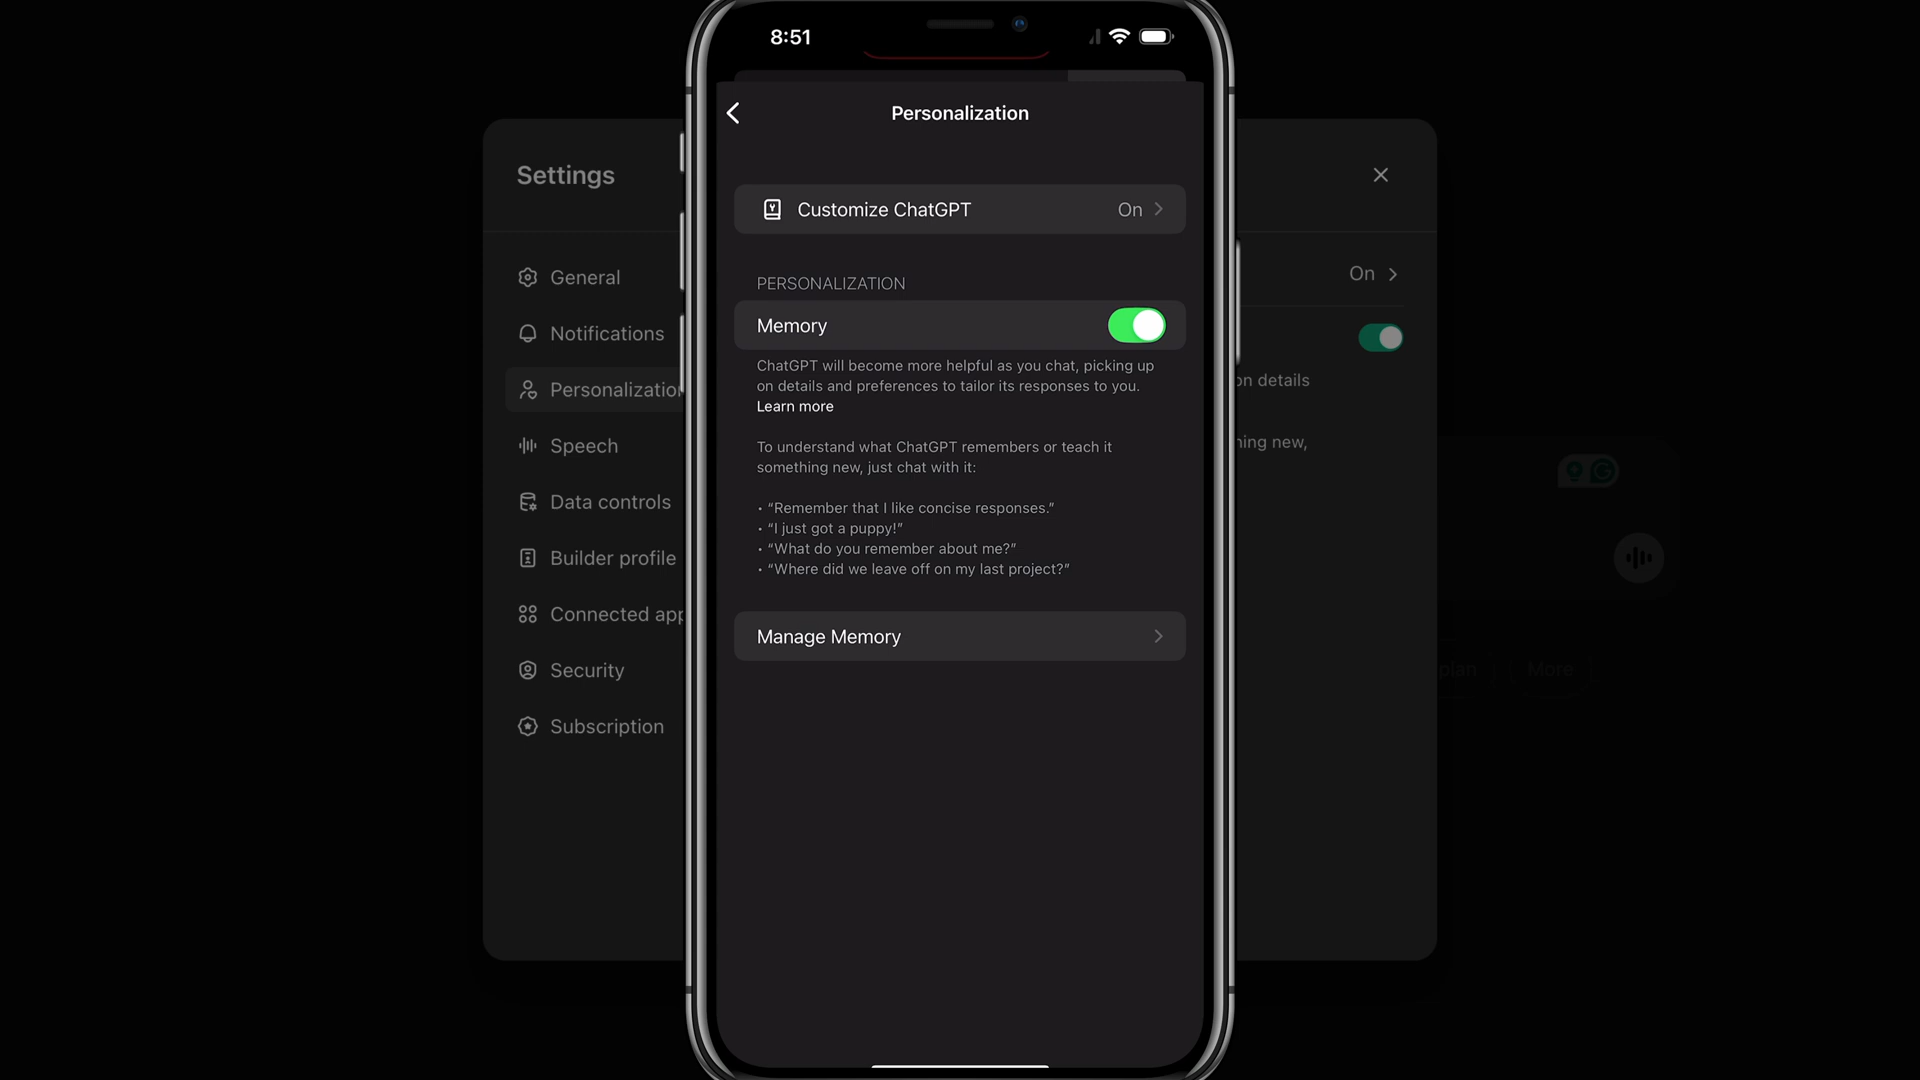 8:51
Personalization
Customize ChatGPT
On
PERSONALIZATION
Memory
ChatGPT will become more helpful as you chat, picking up
on details and preferences to tailor its responses to you.
Learn more
To understand what ChatGPT remembers or teach it
something new, just chat with it:
• “Remember that I like concise responses.”
• “I just got a puppy!”
• “What do you remember about me?”
• “Where did we leave off on my last project?”
Manage Memory
Settings
General
Notifications
Personalization
Speech
Data controls
Builder profile
Connected app
Security
Subscription
On
on details
hing new,
plan
More